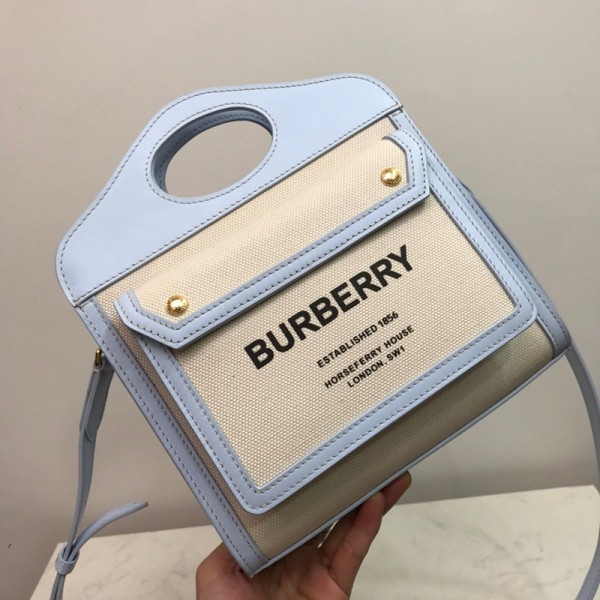 BURBERRY
ESTABLISHED 1856
HORSEFERRY HOUSE
LONDON, SW1